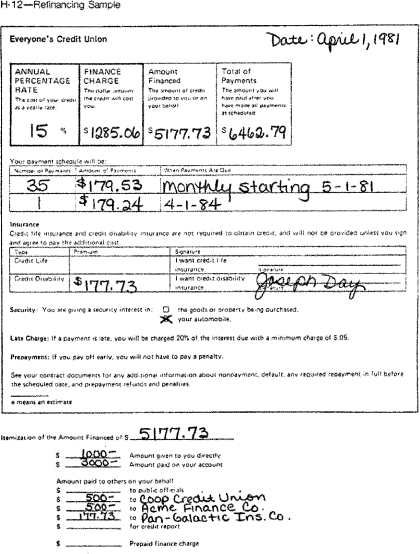 H-12—Refinancing Sample
Everyone's Credit Union
Date: April 1, 1981
ANNUAL PERCENTAGE RATE
The cost of your credit as a yearly rate.
15 %
FINANCE CHARGE
The dollar amount the credit will cost you.
$1285.06
Amount Financed
The amount of credit provided to you or on your behalf
$5177.73
Total of Payments
The amount you will have paid after you have made all payments as scheduled
$6462.79
Your payment schedule will be:
Number of Payments Amount of Payments When Payments Are Due
35 $179.53 monthly starting 5-1-81
1 $179.24 4-1-84
Insurance
Credit life insurance and credit disability insurance are not required to obtain credit, and will not be provided unless you sign
and agree to pay the additional cost
Type Premium Signature
Credit Life I want credit life insurance. Signature
Credit Disability $177.73 I want credit disability insurance. Joseph Day
Security: You are giving a security interest in: the goods or property being purchased.
your automobile.
Late Charge: If a payment is late, you will be charged 20% of the interest due with a minimum charge of $.05.
Prepayment: If you pay off early, you will not have to pay a penalty.
See your contract documents for any additional information about nonpayment, default, any required repayment in full before
the scheduled date, and prepayment refunds and penalties.
e means an estimate
Itemization of the Amount Financed of $ 5177.73
$ 1000- Amount given to you directly
$ 3000- Amount paid on your account
Amount paid to others on your behalf
$ to public officials
$ 500- to Coop Credit Union
$ 500- to Acme Finance Co.
$ 177.73 to Pan-Galactic Ins. Co.
$ for credit report
$ Prepaid finance charge